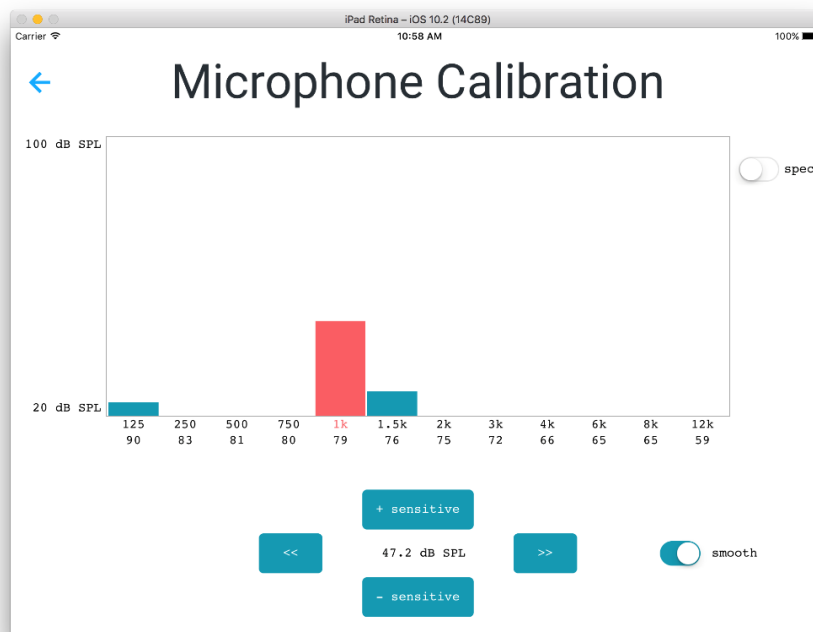 iPad Retina – iOS 10.2 (14C89)
Carrier 10:58 AM 100%
Microphone Calibration
100 dB SPL
spec
20 dB SPL
125 250 500 750 1k 1.5k 2k 3k 4k 6k 8k 12k
90 83 81 80 79 76 75 72 66 65 65 59
+ sensitive
<< 47.2 dB SPL >> smooth
- sensitive